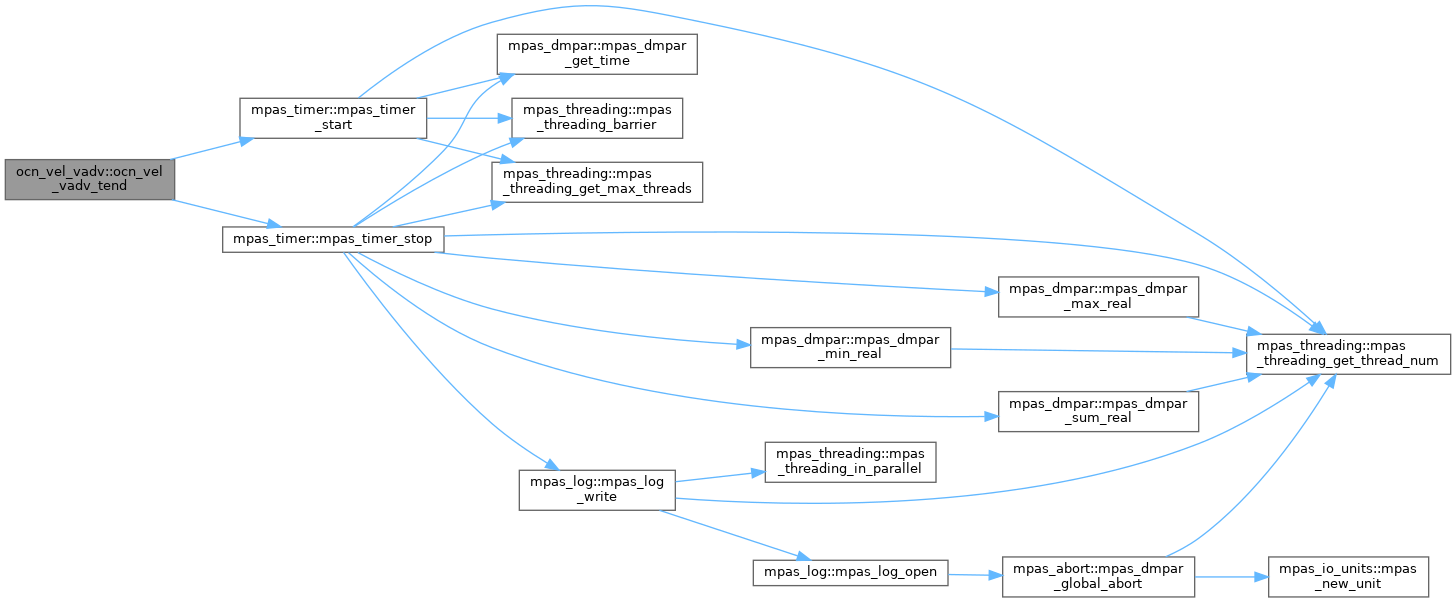 mpas_dmpar::mpas_dmpar
_get_time
mpas_timer::mpas_timer
_start
mpas_threading::mpas
_threading_barrier
ocn_vel_vadv::ocn_vel
_vadv_tend
mpas_threading::mpas
_threading_get_max_threads
mpas_timer::mpas_timer_stop
mpas_dmpar::mpas_dmpar
_max_real
mpas_dmpar::mpas_dmpar
_min_real
mpas_threading::mpas
_threading_get_thread_num
mpas_dmpar::mpas_dmpar
_sum_real
mpas_threading::mpas
_threading_in_parallel
mpas_log::mpas_log
_write
mpas_log::mpas_log_open
mpas_abort::mpas_dmpar
_global_abort
mpas_io_units::mpas
_new_unit